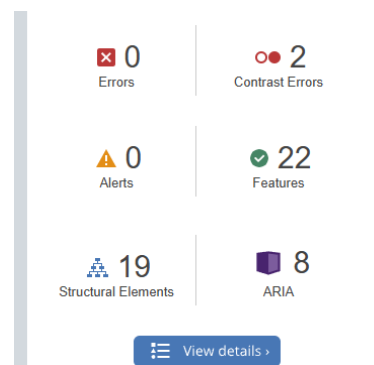 0 2
Errors Contrast Errors
0 22
Alerts Features
19 8
Structural Elements ARIA
View details ›